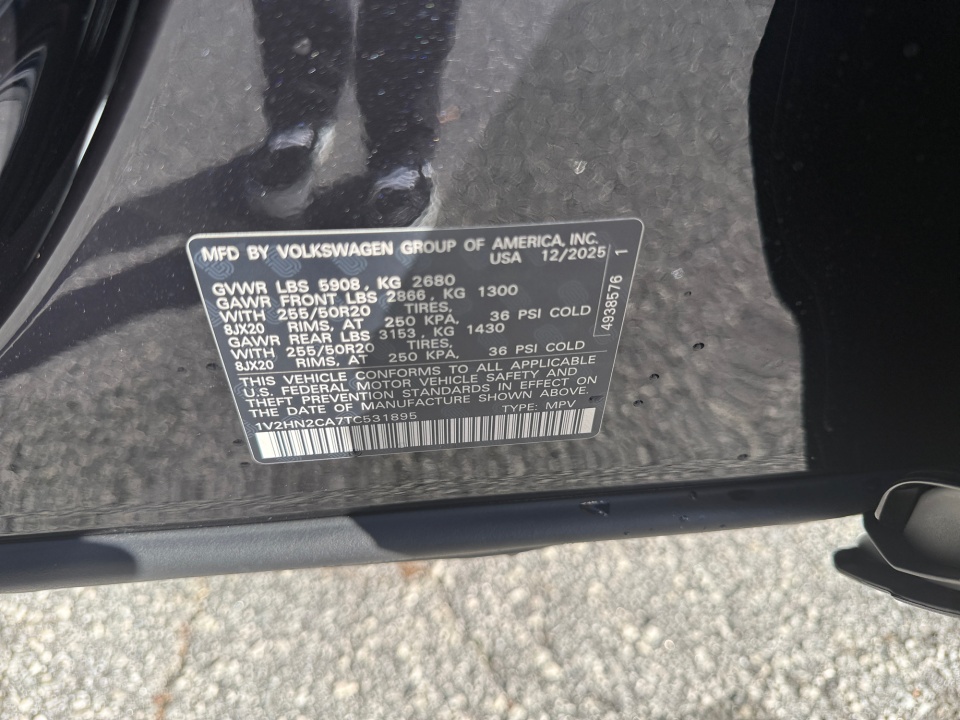 MFD BY VOLKSWAGEN GROUP OF AMERICA, INC.
USA 12/2025
GVWR LBS 5908, KG 2680
GAWR FRONT LBS 2866, KG 1300
WITH 255/50R20 TIRES,
8JX20 RIMS, AT 250 KPA, 36 PSI COLD
GAWR REAR LBS 3153, KG 1430
WITH 255/50R20 TIRES,
8JX20 RIMS, AT 250 KPA, 36 PSI COLD
4938576 1
THIS VEHICLE CONFORMS TO ALL APPLICABLE
U.S. FEDERAL MOTOR VEHICLE SAFETY AND
THEFT PREVENTION STANDARDS IN EFFECT ON
THE DATE OF MANUFACTURE SHOWN ABOVE.
1V2HN2CA7TC531895 TYPE: MPV